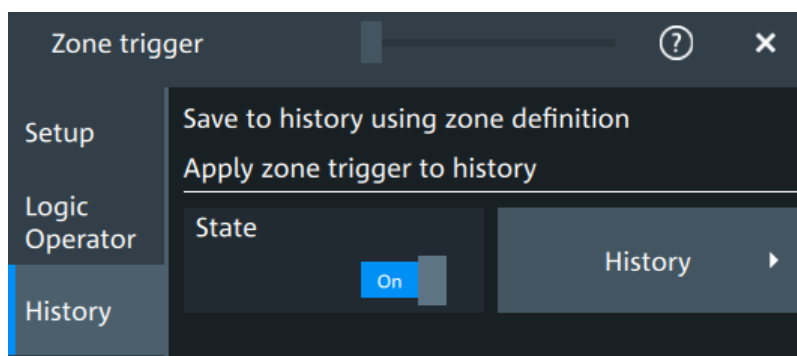 Zone trigger
?
Setup
Logic
Operator
History
Save to history using zone definition
Apply zone trigger to history
State
On
History